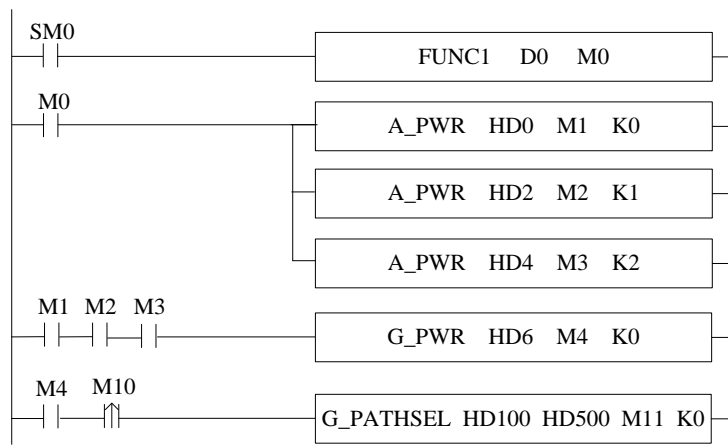 SM0
FUNC1 D0 M0
M0
A_PWR HD0 M1 K0
A_PWR HD2 M2 K1
A_PWR HD4 M3 K2
M1 M2 M3
G_PWR HD6 M4 K0
M4 M10
G_PATHSEL HD100 HD500 M11 K0